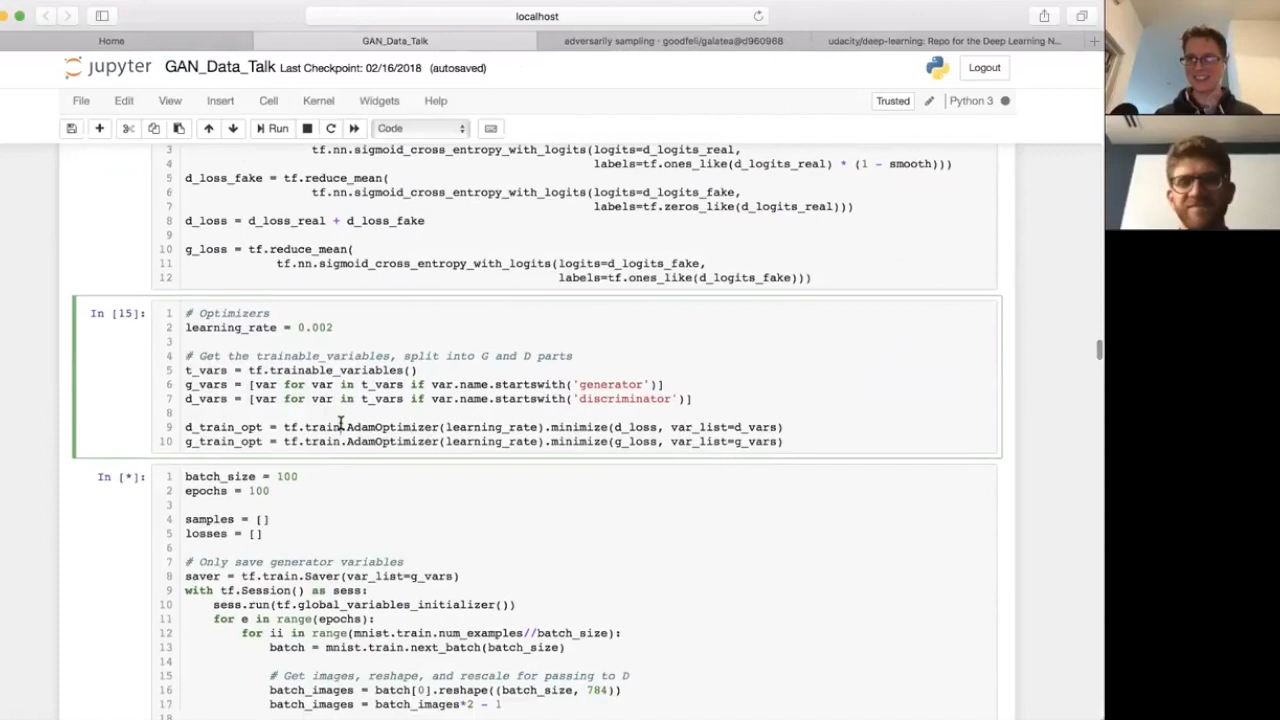 localhost
Home
GAN_Data_Talk
adversarily sampling · goodfeli/galatea@d960968
udacity/deep-learning: Repo for the Deep Learning N...
jupyter GAN_Data_Talk Last Checkpoint: 02/16/2018 (autosaved)
Logout
File Edit View Insert Cell Kernel Widgets Help
Trusted Python 3
Run Code
3 tf.nn.sigmoid_cross_entropy_with_logits(logits=d_logits_real,
4 labels=tf.ones_like(d_logits_real) * (1 - smooth)))
5 d_loss_fake = tf.reduce_mean(
6 tf.nn.sigmoid_cross_entropy_with_logits(logits=d_logits_fake,
7 labels=tf.zeros_like(d_logits_real)))
8 d_loss = d_loss_real + d_loss_fake
9
10 g_loss = tf.reduce_mean(
11 tf.nn.sigmoid_cross_entropy_with_logits(logits=d_logits_fake,
12 labels=tf.ones_like(d_logits_fake)))
In [15]:
1 # Optimizers
2 learning_rate = 0.002
3
4 # Get the trainable_variables, split into G and D parts
5 t_vars = tf.trainable_variables()
6 g_vars = [var for var in t_vars if var.name.startswith('generator')]
7 d_vars = [var for var in t_vars if var.name.startswith('discriminator')]
8
9 d_train_opt = tf.train.AdamOptimizer(learning_rate).minimize(d_loss, var_list=d_vars)
10 g_train_opt = tf.train.AdamOptimizer(learning_rate).minimize(g_loss, var_list=g_vars)
In [*]:
1 batch_size = 100
2 epochs = 100
3
4 samples = []
5 losses = []
6
7 # Only save generator variables
8 saver = tf.train.Saver(var_list=g_vars)
9 with tf.Session() as sess:
10 sess.run(tf.global_variables_initializer())
11 for e in range(epochs):
12 for ii in range(mnist.train.num_examples//batch_size):
13 batch = mnist.train.next_batch(batch_size)
14
15 # Get images, reshape, and rescale for passing to D
16 batch_images = batch[0].reshape((batch_size, 784))
17 batch_images = batch_images*2 - 1
18